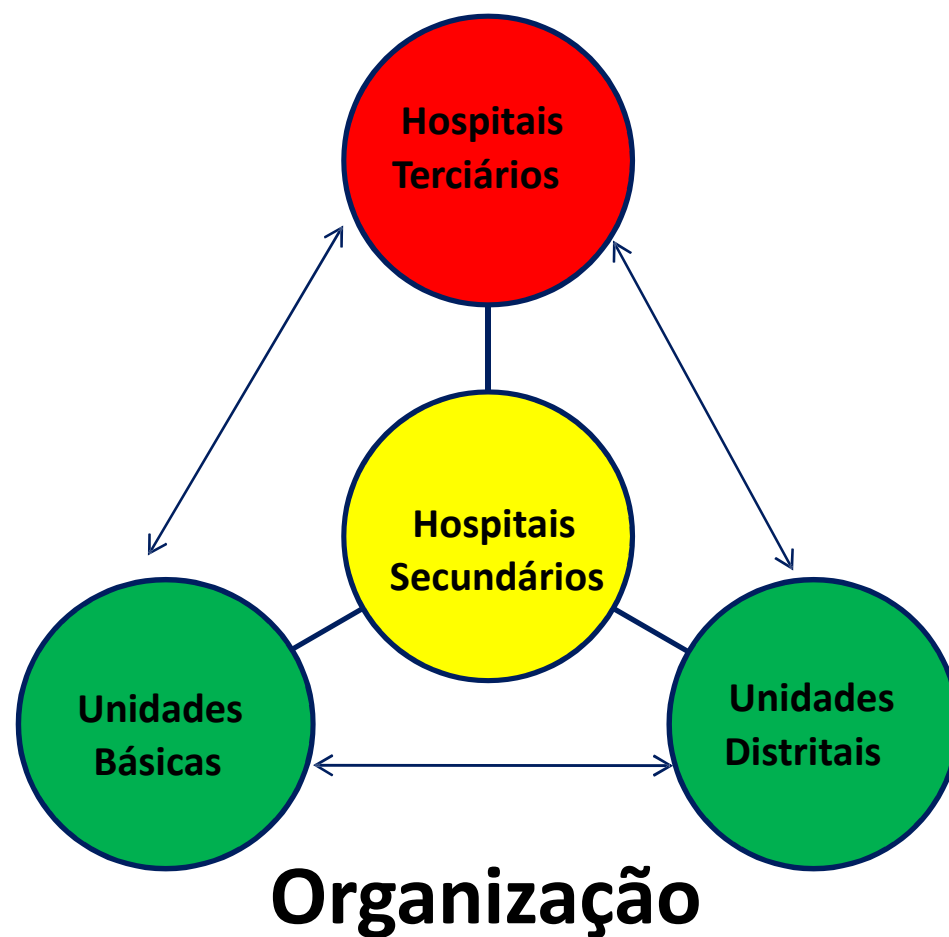 Hospitais
Terciários
Hospitais
Secundários
Unidades
Básicas
Unidades
Distritais
Organização